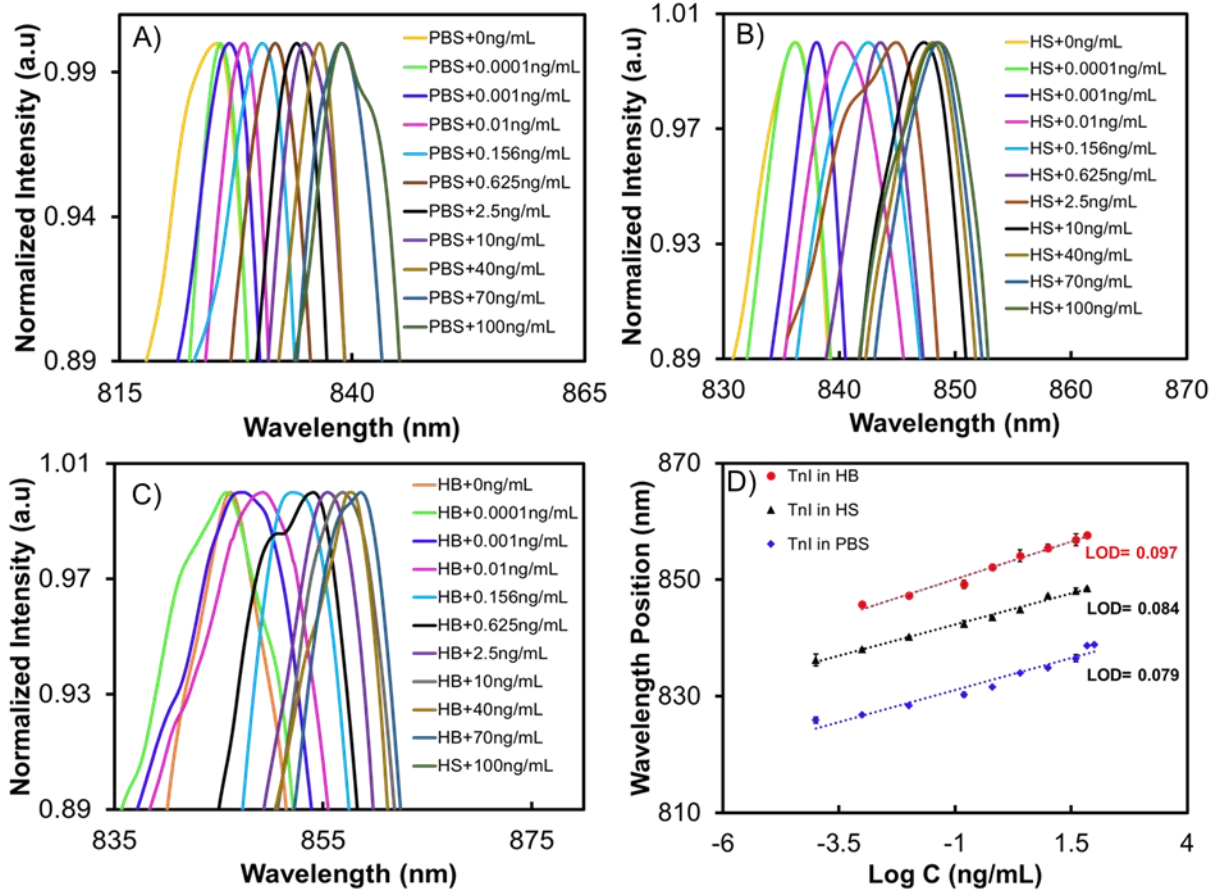 A)
Normalized Intensity (a.u)
0.99
0.94
0.89
815
840
865
Wavelength (nm)
PBS+0ng/mL
PBS+0.0001ng/mL
PBS+0.001ng/mL
PBS+0.01ng/mL
PBS+0.156ng/mL
PBS+0.625ng/mL
PBS+2.5ng/mL
PBS+10ng/mL
PBS+40ng/mL
PBS+70ng/mL
PBS+100ng/mL
B)
Normalized Intensity (a.u)
1.01
0.97
0.93
0.89
830
840
850
860
870
Wavelength (nm)
HS+0ng/mL
HS+0.0001ng/mL
HS+0.001ng/mL
HS+0.01ng/mL
HS+0.156ng/mL
HS+0.625ng/mL
HS+2.5ng/mL
HS+10ng/mL
HS+40ng/mL
HS+70ng/mL
HS+100ng/mL
C)
Normalized Intensity (a.u)
1.01
0.97
0.93
0.89
835
855
875
Wavelength (nm)
HB+0ng/mL
HB+0.0001ng/mL
HB+0.001ng/mL
HB+0.01ng/mL
HB+0.156ng/mL
HB+0.625ng/mL
HB+2.5ng/mL
HB+10ng/mL
HB+40ng/mL
HB+70ng/mL
HS+100ng/mL
D)
Wavelength Position (nm)
870
850
830
810
-6
-3.5
-1
1.5
4
Log C (ng/mL)
TnI in HB
TnI in HS
TnI in PBS
LOD= 0.097
LOD= 0.084
LOD= 0.079